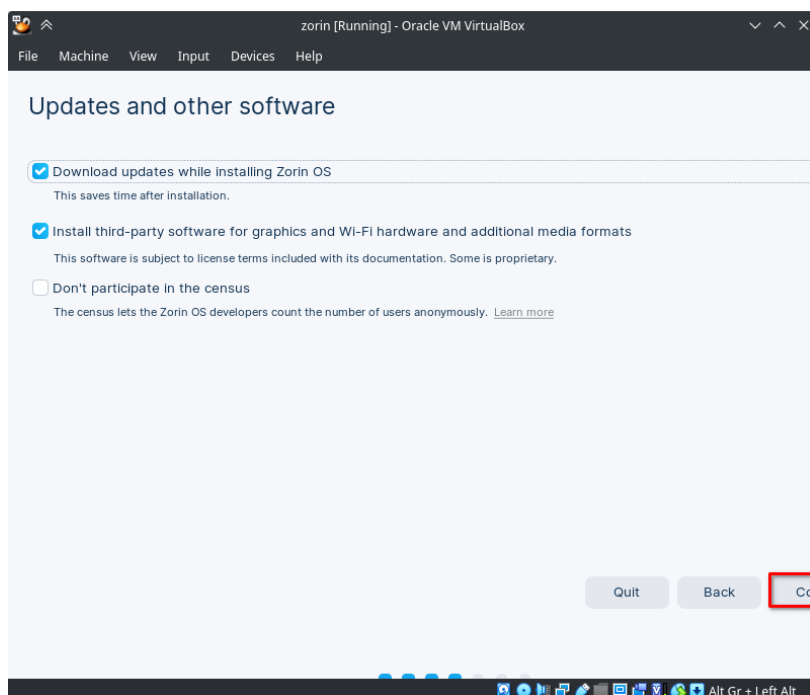 zorin [Running] - Oracle VM VirtualBox
File Machine View Input Devices Help
Updates and other software
Download updates while installing Zorin OS
This saves time after installation.
Install third-party software for graphics and Wi-Fi hardware and additional media formats
This software is subject to license terms included with its documentation. Some is proprietary.
Don't participate in the census
The census lets the Zorin OS developers count the number of users anonymously. Learn more
Quit Back Co
Alt Gr + Left Alt